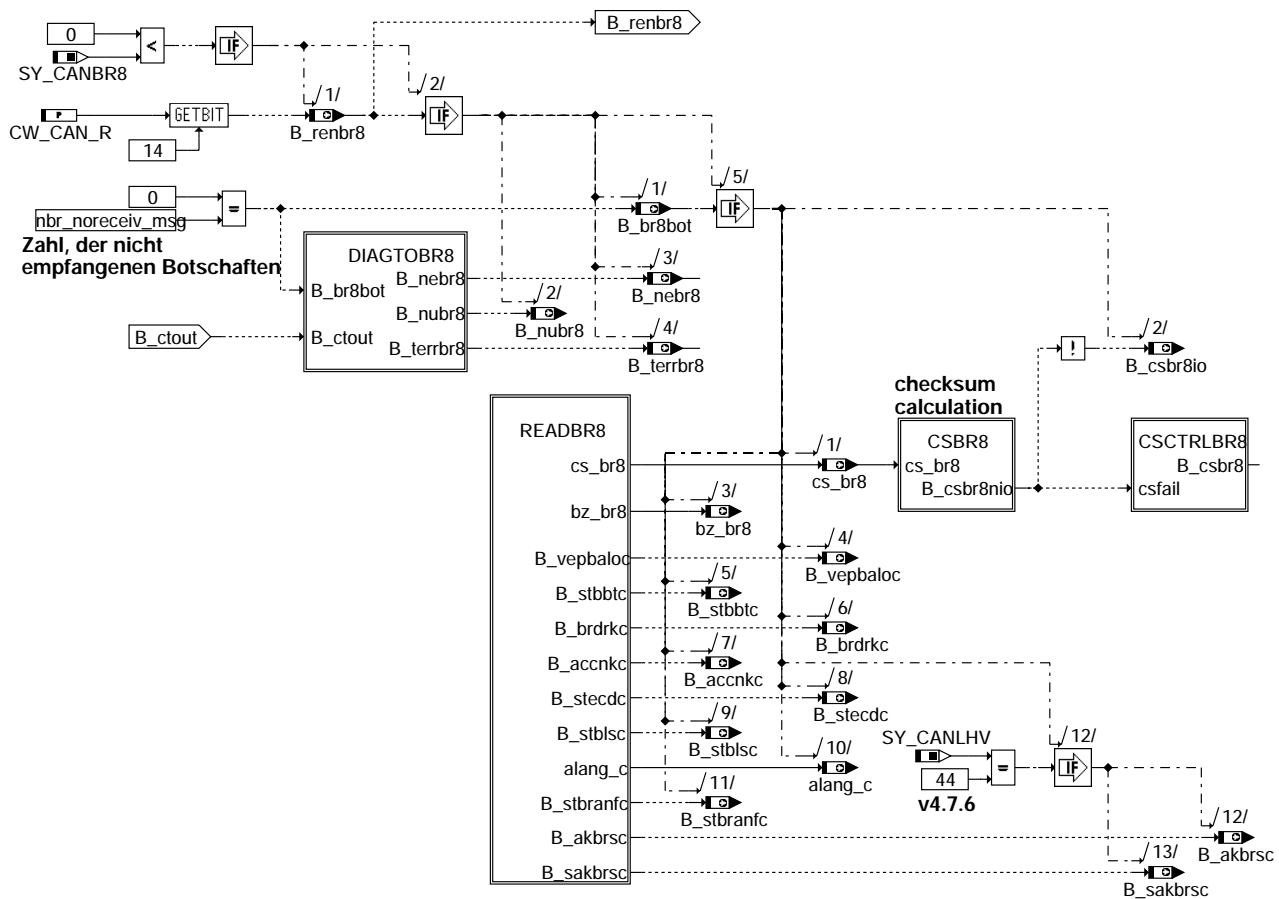 B_renbr8
0
<
IF
SY_CANBR8
/1/
/2/
P
GETBIT
IF
CW_CAN_R
B_renbr8
14
/5/
0
/1/
IF
nbr_noreceiv_msg
=
B_br8bot
Zahl, der nicht
empfangenen Botschaften
DIAGTOBR8
/3/
B_nebr8
B_br8bot
B_nebr8
/2/
B_nubr8
B_nubr8
/4/
/2/
B_ctout
B_ctout
B_terrbr8
B_terrbr8
!
B_csbr8io
checksum
calculation
READBR8
CSBR8
CSCTRLBR8
/1/
cs_br8
cs_br8
cs_br8
B_csbr8
B_csbr8nio
csfail
/3/
bz_br8
bz_br8
/4/
B_vepbaloc
B_vepbaloc
/5/
B_stbbtc
B_stbbtc
/6/
B_brdrkc
B_brdrkc
/7/
B_accnkc
B_accnkc
/8/
B_stecdc
B_stecdc
/9/
B_stblsc
B_stblsc
SY_CANLHV
/12/
/10/
=
IF
alang_c
alang_c
44
v4.7.6
/11/
B_stbranfc
B_stbranfc
/12/
B_akbrsc
B_akbrsc
/13/
B_sakbrsc
B_sakbrsc